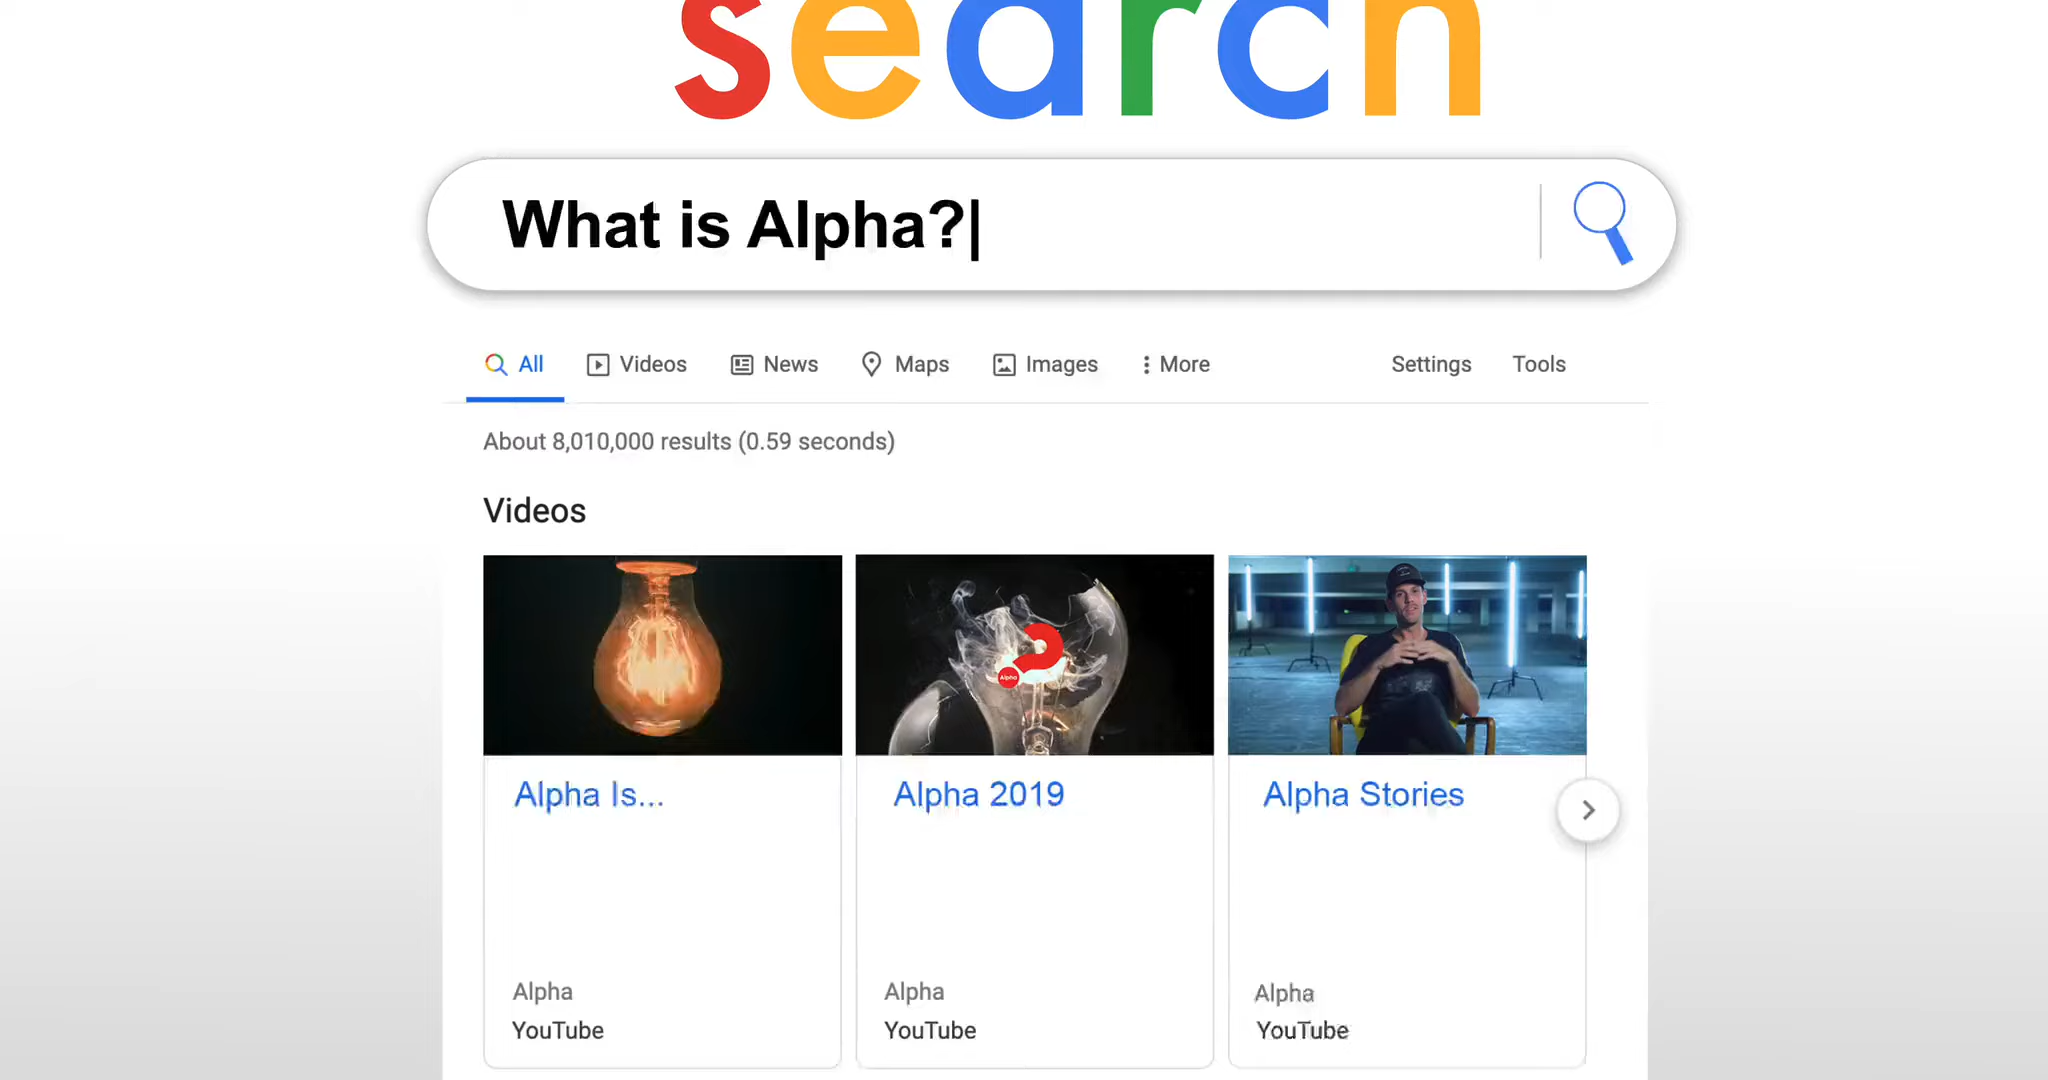 search
What is Alpha?
All Videos News Maps Images More Settings Tools
About 8,010,000 results (0.59 seconds)
Videos
Alpha
Alpha Is...
Alpha 2019
Alpha Stories
Alpha
YouTube
Alpha
YouTube
Alpha
YouTube